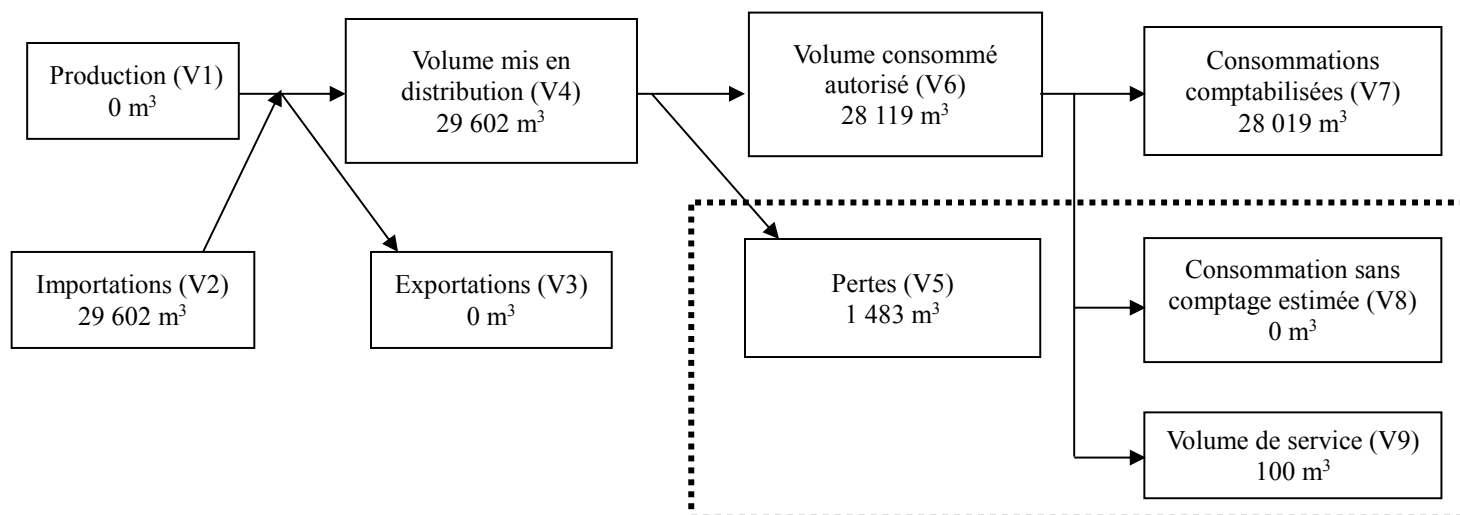 Production (V1)
0 m³
Volume mis en
distribution (V4)
29 602 m³
Volume consommé
autorisé (V6)
28 119 m³
Consommations
comptabilisées (V7)
28 019 m³
Importations (V2)
29 602 m³
Exportations (V3)
0 m³
Pertes (V5)
1 483 m³
Consommation sans
comptage estimée (V8)
0 m³
Volume de service (V9)
100 m³